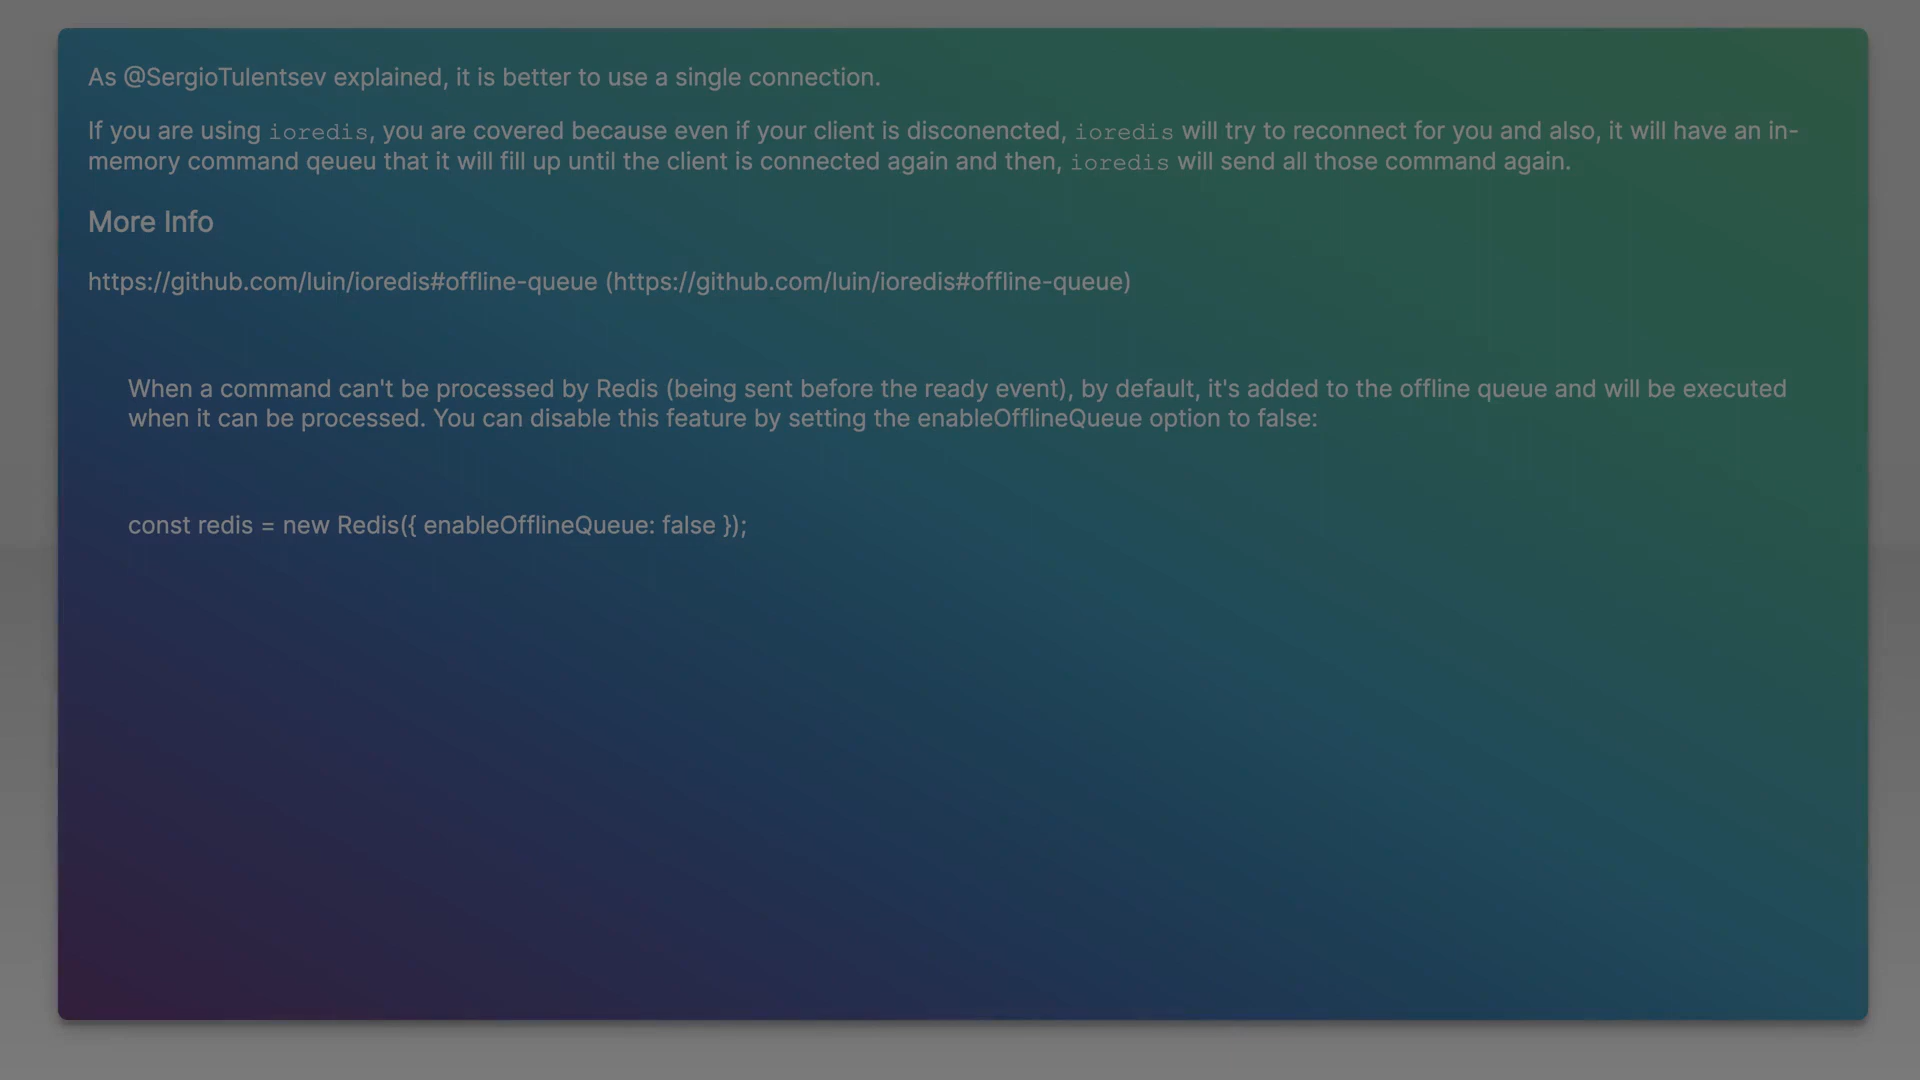 As @SergioTulentsev explained, it is better to use a single connection.
If you are using ioredis, you are covered because even if your client is disconencted, ioredis will try to reconnect for you and also, it will have an in-
memory command qeueu that it will fill up until the client is connected again and then, ioredis will send all those command again.
More Info
https://github.com/luin/ioredis#offline-queue (https://github.com/luin/ioredis#offline-queue)
When a command can't be processed by Redis (being sent before the ready event), by default, it's added to the offline queue and will be executed
when it can be processed. You can disable this feature by setting the enableOfflineQueue option to false:
const redis = new Redis({ enableOfflineQueue: false });